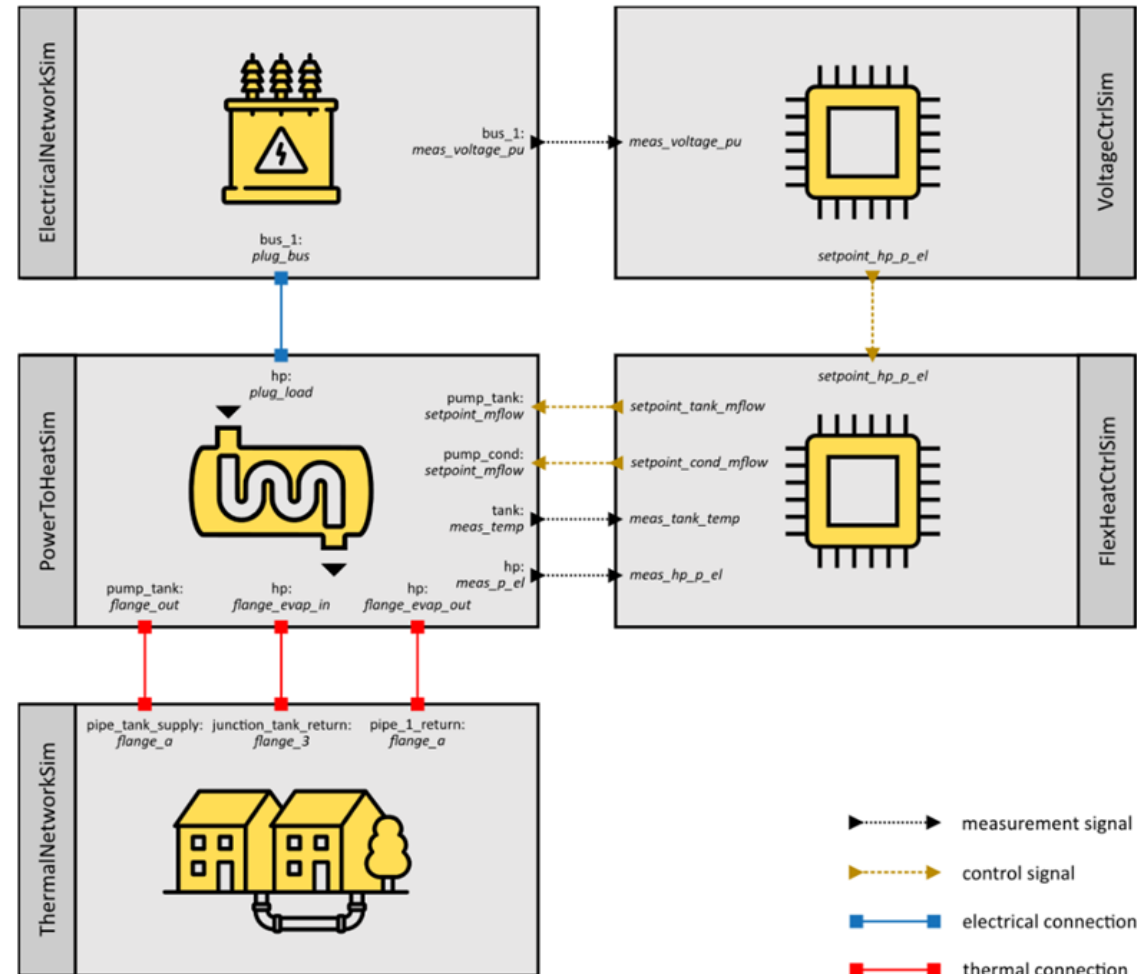 ElectricalNetworkSim
bus_1:
meas_voltage_pu
bus_1:
plug_bus
meas_voltage_pu
setpoint_hp_p_el
VoltageCtrlSim
PowerToHeatSim
hp:
plug_load
pump_tank:
setpoint_mflow
pump_cond:
setpoint_mflow
tank:
meas_temp
hp:
meas_p_el
pump_tank:
flange_out
hp:
flange_evap_in
hp:
flange_evap_out
setpoint_hp_p_el
setpoint_tank_mflow
setpoint_cond_mflow
meas_tank_temp
meas_hp_p_el
FlexHeatCtrlSim
ThermalNetworkSim
pipe_tank_supply:
flange_a
junction_tank_return:
flange_3
pipe_1_return:
flange_a
measurement signal
control signal
electrical connection
thermal connection